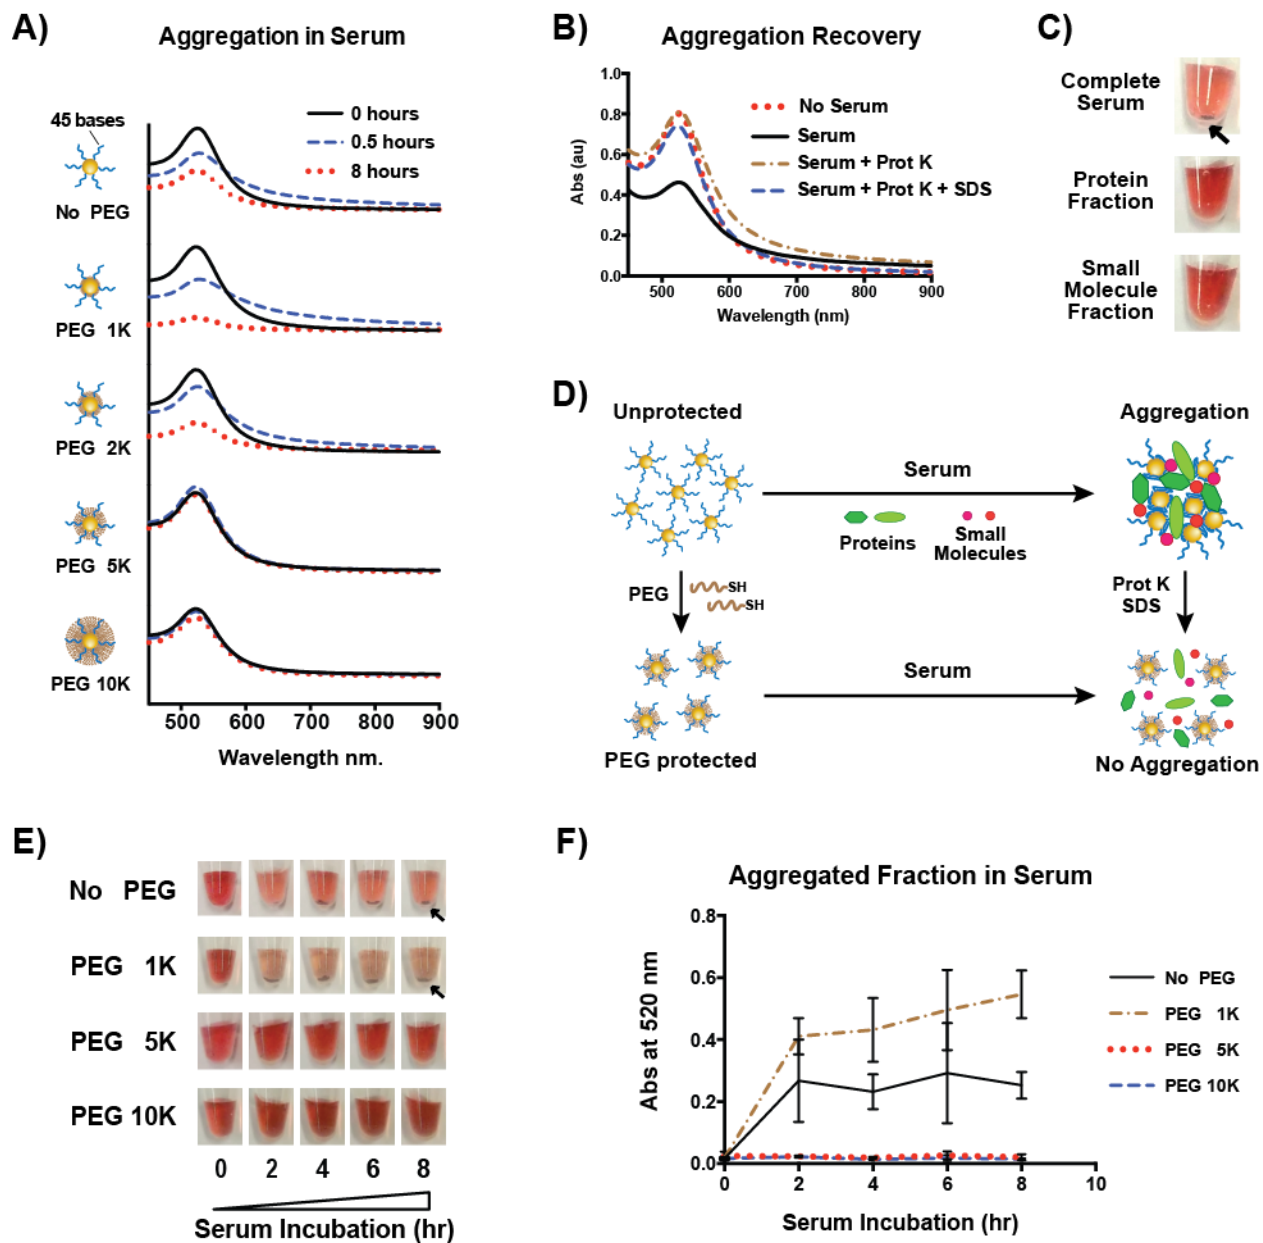 A)
Aggregation in Serum
45 bases
No PEG
PEG 1K
PEG 2K
PEG 5K
PEG 10K
0 hours
0.5 hours
8 hours
500 600 700 800 900
Wavelength nm.
B)
Aggregation Recovery
Abs (au)
1.0
0.8
0.6
0.4
0.2
0.0
500 600 700 800 900
Wavelength (nm)
No Serum
Serum
Serum + Prot K
Serum + Prot K + SDS
C)
Complete
Serum
Protein
Fraction
Small
Molecule
Fraction
D)
Unprotected
Aggregation
Serum
Proteins
Small
Molecules
PEG
SH
SH
Prot K
SDS
Serum
PEG protected
No Aggregation
E)
No PEG
PEG 1K
PEG 5K
PEG 10K
0 2 4 6 8
Serum Incubation (hr)
F)
Aggregated Fraction in Serum
Abs at 520 nm
0.8
0.6
0.4
0.2
0.0
0 2 4 6 8 10
Serum Incubation (hr)
No PEG
PEG 1K
PEG 5K
PEG 10K